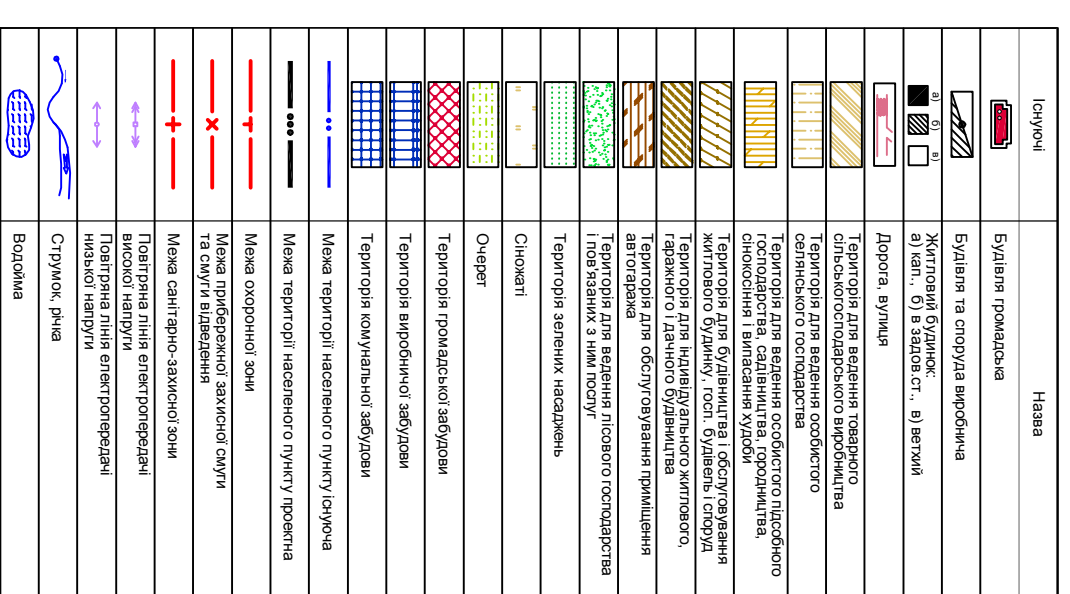 Існуючі
Назва
Будівля громадська
Будівля та споруда виробнича
а) б) в)
Житловий будинок:
а) кап., б) в задов.ст., в) ветхий
Дорога, вулиця
Територія для ведення товарного
сільськогосподарського виробництва
Територія для ведення особистого
селянського господарства
Територія для ведення особистого підсобного
господарства, садівництва, городництва,
сінокосіння і випасання худоби
Територія для будівництва і обслуговування
житлового будинку, госп. будівель і споруд
Територія для індивідуального житлового,
гаражного і дачного будівництва
Територія для обслуговування приміщення
автогаража
Територія для ведення лісового господарства
і пов'язаних з ним послуг
Територія зелених насаджень
Сіножаті
Очерет
Територія громадської забудови
Територія виробничої забудови
Територія комунальної забудови
Межа території населеного пункту існуюча
Межа території населеного пункту проектна
Межа охоронної зони
Межа прибережної захисної смуги
та смуги відведення
Межа санітарно-захисної зони
Повітряна лінія електропередачі
високої напруги
Повітряна лінія електропередачі
низької напруги
Струмок, річка
Водойма